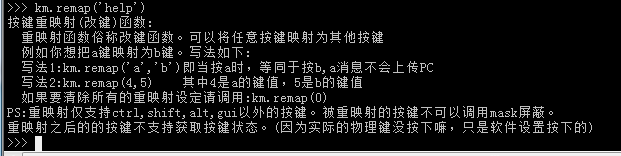 >>> km.remap('help')
按键重映射(改键)函数:
重映射函数俗称改键函数。可以将任意按键映射为其他按键
例如你想把a键映射为b键。写法如下:
写法1:km.remap('a','b')即当按a时，等同于按b,a消息不会上传PC
写法2:km.remap(4,5) 其中4是a的键值，5是b的键值
如果要清除所有的重映射设定请调用:km.remap(0)
PS:重映射仅支持ctrl,shift,alt,gui以外的按键。被重映射的按键不可以调用mask屏蔽。
重映射之后的的按键不支持获取按键状态。(因为实际的物理键没按下嘛，只是软件设置按下的)
>>>